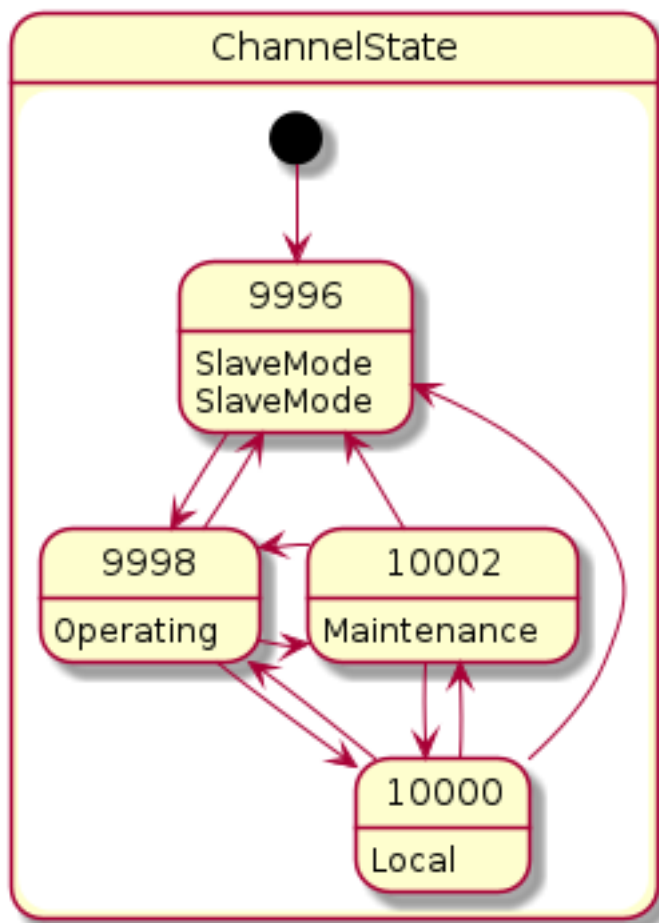 ChannelState
9996
SlaveMode
SlaveMode
9998
Operating
10002
Maintenance
10000
Local